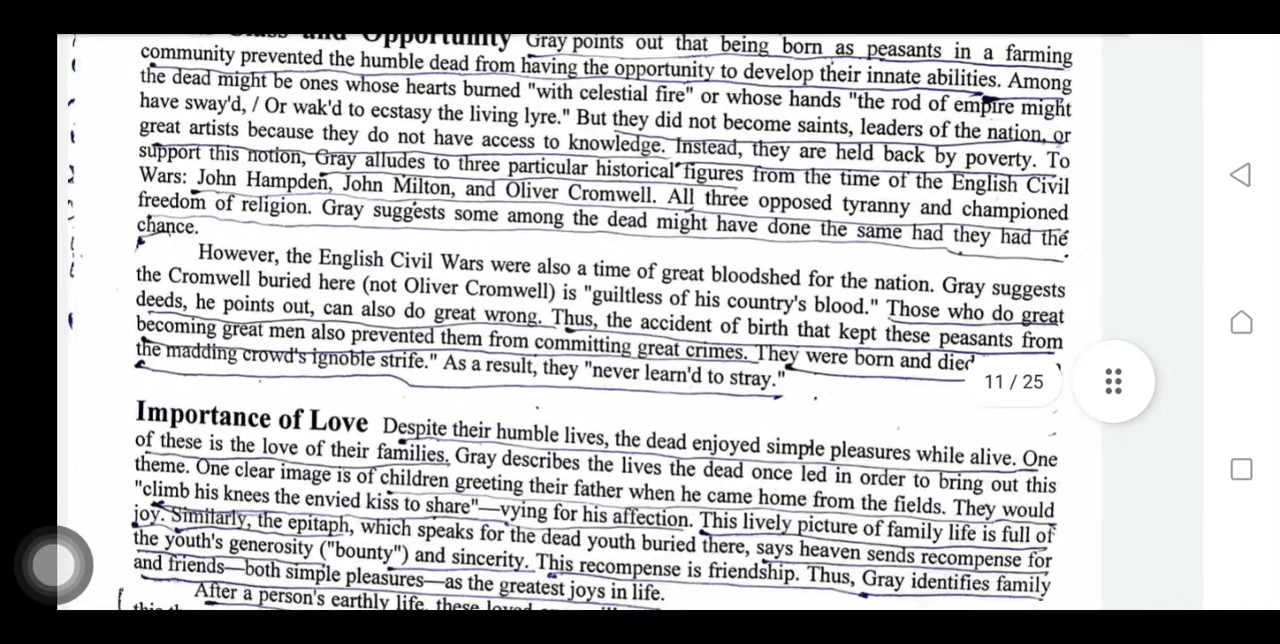 Class and Opportunity Gray points out that being born as peasants in a farming
community prevented the humble dead from having the opportunity to develop their innate abilities. Among
the dead might be ones whose hearts burned "with celestial fire" or whose hands "the rod of empire might
have sway'd, / Or wak'd to ecstasy the living lyre." But they did not become saints, leaders of the nation, or
great artists because they do not have access to knowledge. Instead, they are held back by poverty. To
support this notion, Gray alludes to three particular historical figures from the time of the English Civil
Wars: John Hampden, John Milton, and Oliver Cromwell. All three opposed tyranny and championed
freedom of religion. Gray suggests some among the dead might have done the same had they had the
chance.
However, the English Civil Wars were also a time of great bloodshed for the nation. Gray suggests
the Cromwell buried here (not Oliver Cromwell) is "guiltless of his country's blood." Those who do great
deeds, he points out, can also do great wrong. Thus, the accident of birth that kept these peasants from
becoming great men also prevented them from committing great crimes. They were born and died
the madding crowd's ignoble strife." As a result, they "never learn'd to stray."
11 / 25
Importance of Love Despite their humble lives, the dead enjoyed simple pleasures while alive. One
of these is the love of their families. Gray describes the lives the dead once led in order to bring out this
theme. One clear image is of children greeting their father when he came home from the fields. They would
"climb his knees the envied kiss to share"—vying for his affection. This lively picture of family life is full of
joy. Similarly, the epitaph, which speaks for the dead youth buried there, says heaven sends recompense for
the youth's generosity ("bounty") and sincerity. This recompense is friendship. Thus, Gray identifies family
and friends—both simple pleasures—as the greatest joys in life.
After a person's earthly life, these loved